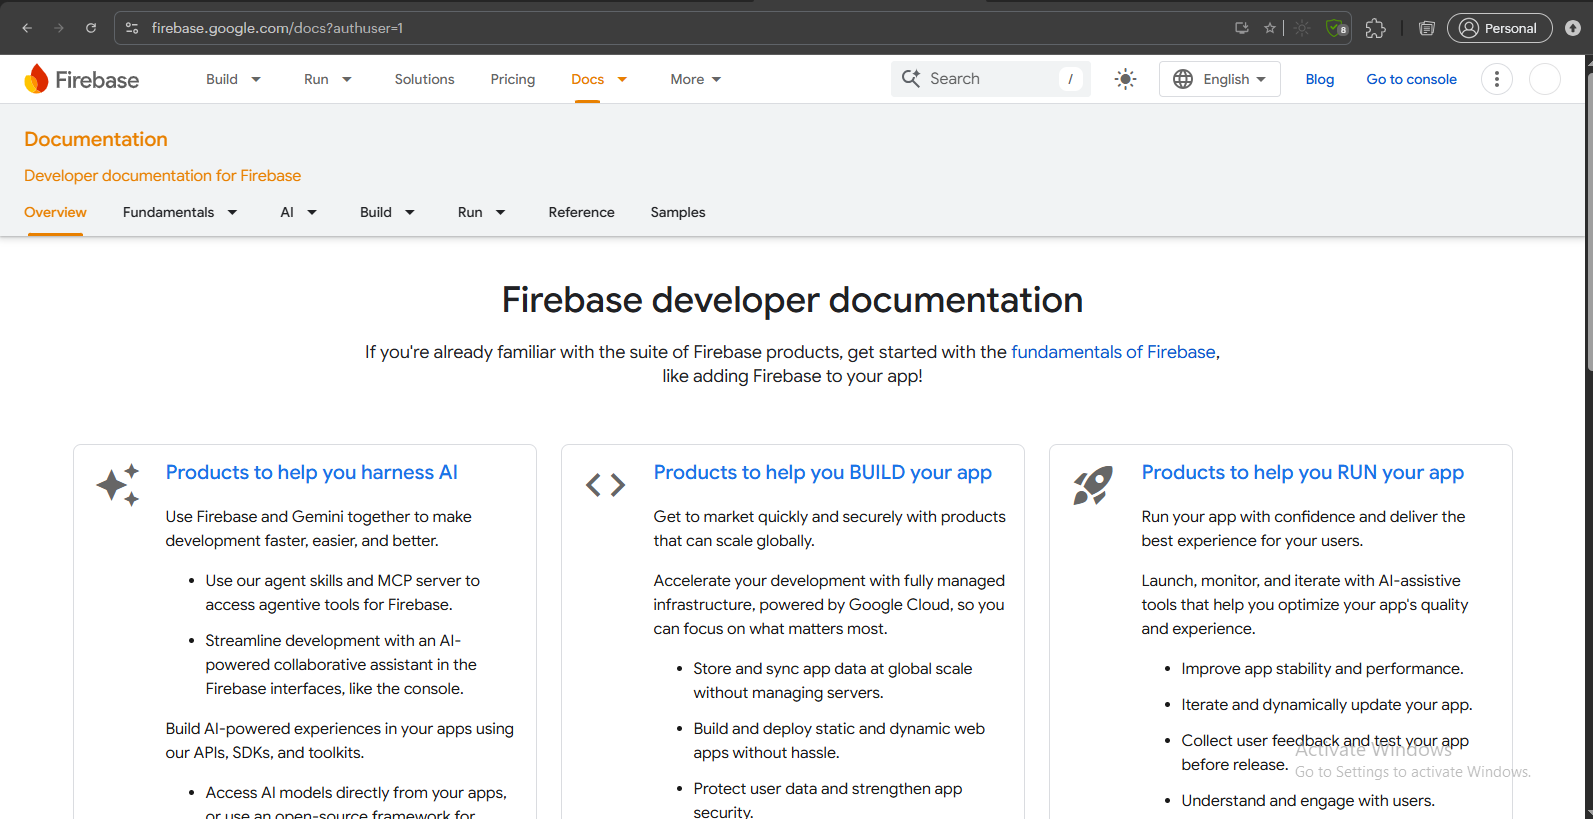 firebase.google.com/docs?authuser=1
8
Personal
Firebase
Build
Run
Solutions
Pricing
Docs
More
Search
/
English
Blog
Go to console
Documentation
Developer documentation for Firebase
Overview
Fundamentals
AI
Build
Run
Reference
Samples
Firebase developer documentation
If you're already familiar with the suite of Firebase products, get started with the fundamentals of Firebase,
like adding Firebase to your app!
Products to help you harness AI
Use Firebase and Gemini together to make
development faster, easier, and better.
• Use our agent skills and MCP server to
access agentive tools for Firebase.
• Streamline development with an AI-
powered collaborative assistant in the
Firebase interfaces, like the console.
Build AI-powered experiences in your apps using
our APIs, SDKs, and toolkits.
• Access AI models directly from your apps,
or use an open-source framework for
Products to help you BUILD your app
Get to market quickly and securely with products
that can scale globally.
Accelerate your development with fully managed
infrastructure, powered by Google Cloud, so you
can focus on what matters most.
• Store and sync app data at global scale
without managing servers.
• Build and deploy static and dynamic web
apps without hassle.
• Protect user data and strengthen app
security.
Products to help you RUN your app
Run your app with confidence and deliver the
best experience for your users.
Launch, monitor, and iterate with AI-assistive
tools that help you optimize your app's quality
and experience.
• Improve app stability and performance.
• Iterate and dynamically update your app.
• Collect user feedback and test your app
before release.
• Understand and engage with users.
Activate Windows
Go to Settings to activate Windows.